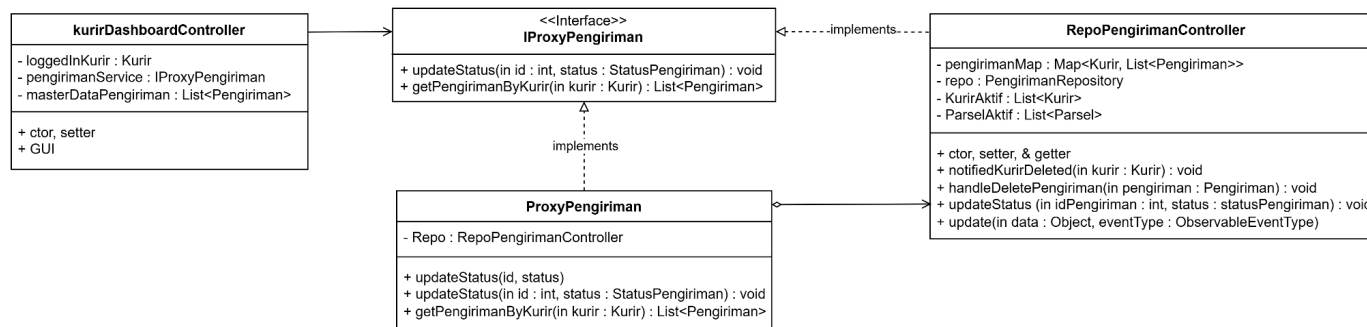 kurirDashboardController
- loggedInKurir : Kurir
- pengirimanService : IProxyPengiriman
- masterDataPengiriman : List<Pengiriman>
+ ctor, setter
+ GUI
<<Interface>>
IProxyPengiriman
+ updateStatus(in id : int, status : StatusPengiriman) : void
+ getPengirimanByKurir(in kurir : Kurir) : List<Pengiriman>
implements
RepoPengirimanController
- pengirimanMap : Map<Kurir, List<Pengiriman>>
- repo : PengirimanRepository
- KurirAktif : List<Kurir>
- ParselAktif : List<Parsel>
+ ctor, setter, & getter
+ notifiedKurirDeleted(in kurir : Kurir) : void
+ handleDeletePengiriman(in pengiriman : Pengiriman) : void
+ updateStatus (in idPengiriman : int, status : statusPengiriman) : void
+ update(in data : Object, eventType : ObservableEventType)
implements
ProxyPengiriman
- Repo : RepoPengirimanController
+ updateStatus(id, status)
+ updateStatus(in id : int, status : StatusPengiriman) : void
+ getPengirimanByKurir(in kurir : Kurir) : List<Pengiriman>